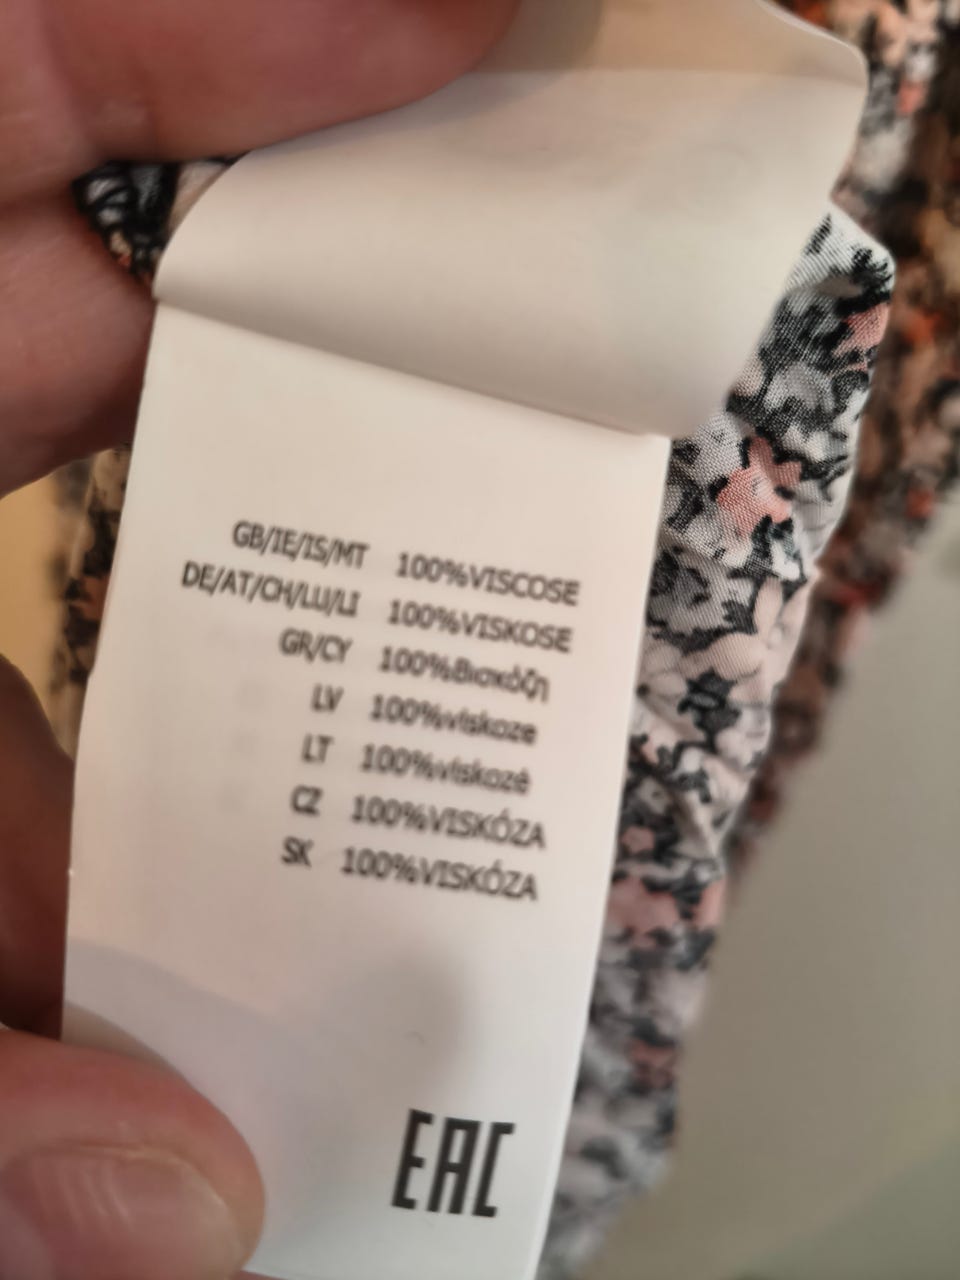 GB/IE/IS/MT 100%VISCOSE
DE/AT/CH/LU/LI 100%VISKOSE
GR/CY 100%Βισκόζη
LV 100%viskoze
LT 100%viskozė
CZ 100%VISKÓZA
SK 100%VISKÓZA
EAC